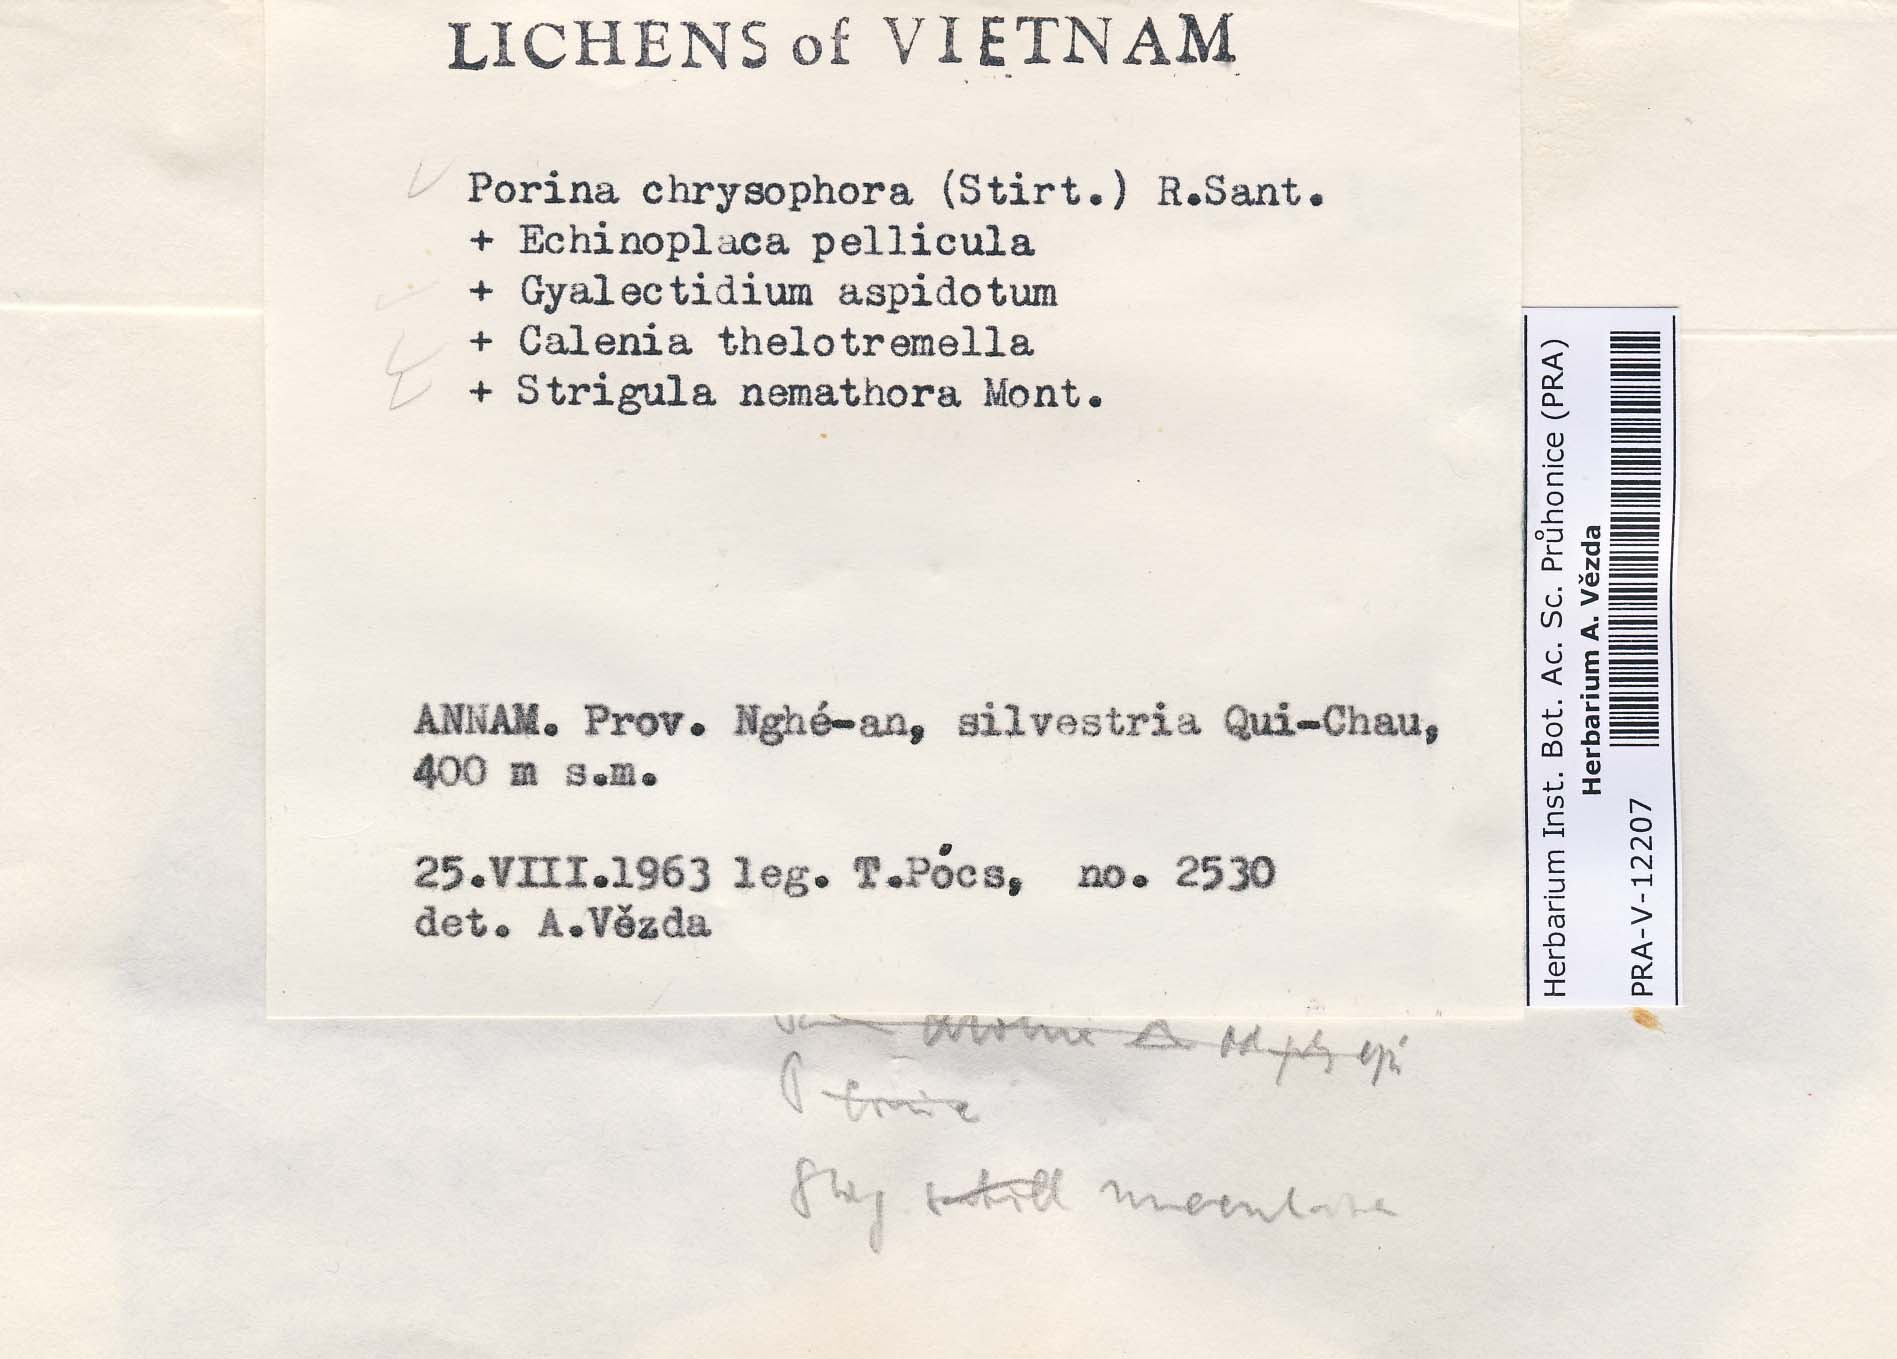 LICHENS of VIETNAM
Porina chrysophora (Stirt.) R.Sant.
+ Echinoplaca pellicula
+ Gyalectidium aspidotum
+ Calenia thelotremella
+ Strigula nemathora Mont.
ANNAM. Prov. Nghé-an, silvestria Qui-Chau,
400 m s.m.
25.VIII.1963 leg. T.Pócs, no. 2530
det. A.Vězda
Herbarium Inst. Bot. Ac. Sc. Průhonice (PRA)
Herbarium A. Vězda
PRA-V-12207